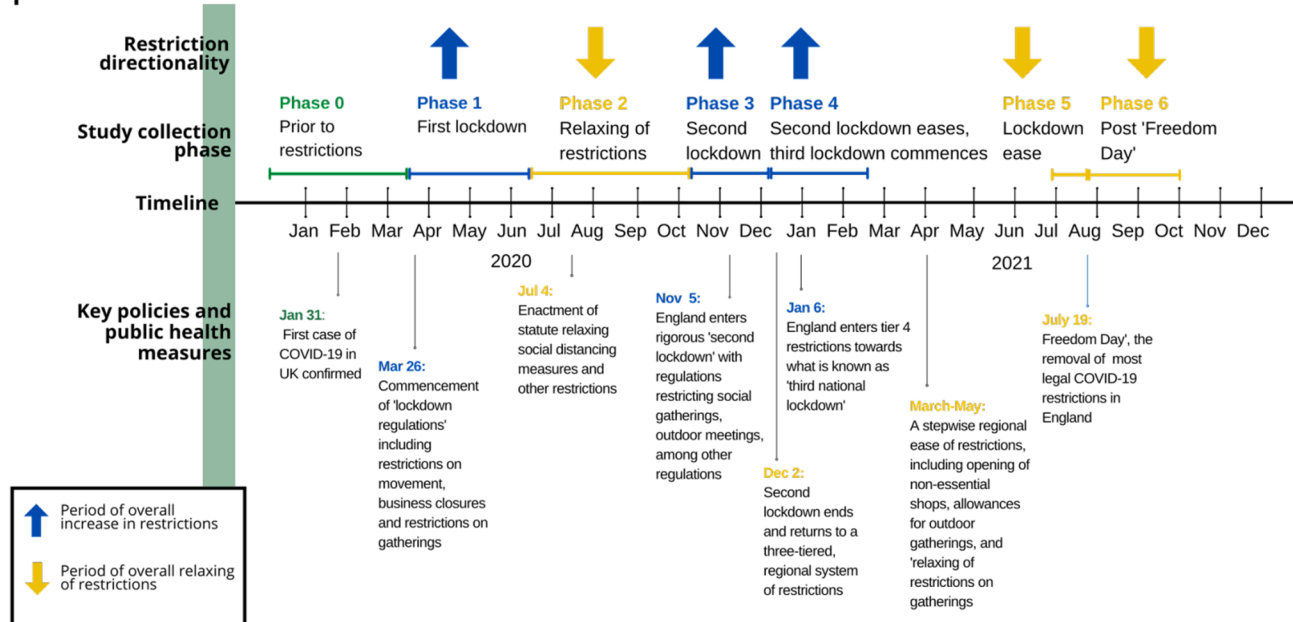 Restriction
directionality
Phase 0
Prior to
restrictions
Phase 1
First lockdown
Phase 2
Relaxing of
restrictions
Phase 3
Second
lockdown
Phase 4
Second lockdown eases,
third lockdown commences
Phase 5
Lockdown
ease
Phase 6
Post 'Freedom
Day'
Study collection
phase
Timeline
Jan Feb Mar Apr May Jun Jul Aug Sep Oct Nov Dec Jan Feb Mar Apr May Jun Jul Aug Sep Oct Nov Dec
2020
2021
Key policies and
public health
measures
Jan 31:
First case of
COVID-19 in
UK confirmed
Mar 26:
Commencement
of 'lockdown
regulations'
including
restrictions on
movement,
business closures
and restrictions on
gatherings
Jul 4:
Enactment of
statute relaxing
social distancing
measures and
other restrictions
Nov 5:
England enters
rigorous 'second
lockdown' with
regulations
restricting social
gatherings,
outdoor meetings,
among other
regulations
Dec 2:
Second
lockdown ends
and returns to a
three-tiered,
regional system
of restrictions
Jan 6:
England enters tier 4
restrictions towards
what is known as
'third national
lockdown'
March-May:
A stepwise regional
ease of restrictions,
including opening of
non-essential
shops, allowances
for outdoor
gatherings, and
'relaxing of
restrictions on
gatherings
July 19:
Freedom Day', the
removal of most
legal COVID-19
restrictions in
England
Period of overall
increase in restrictions
Period of overall relaxing
of restrictions